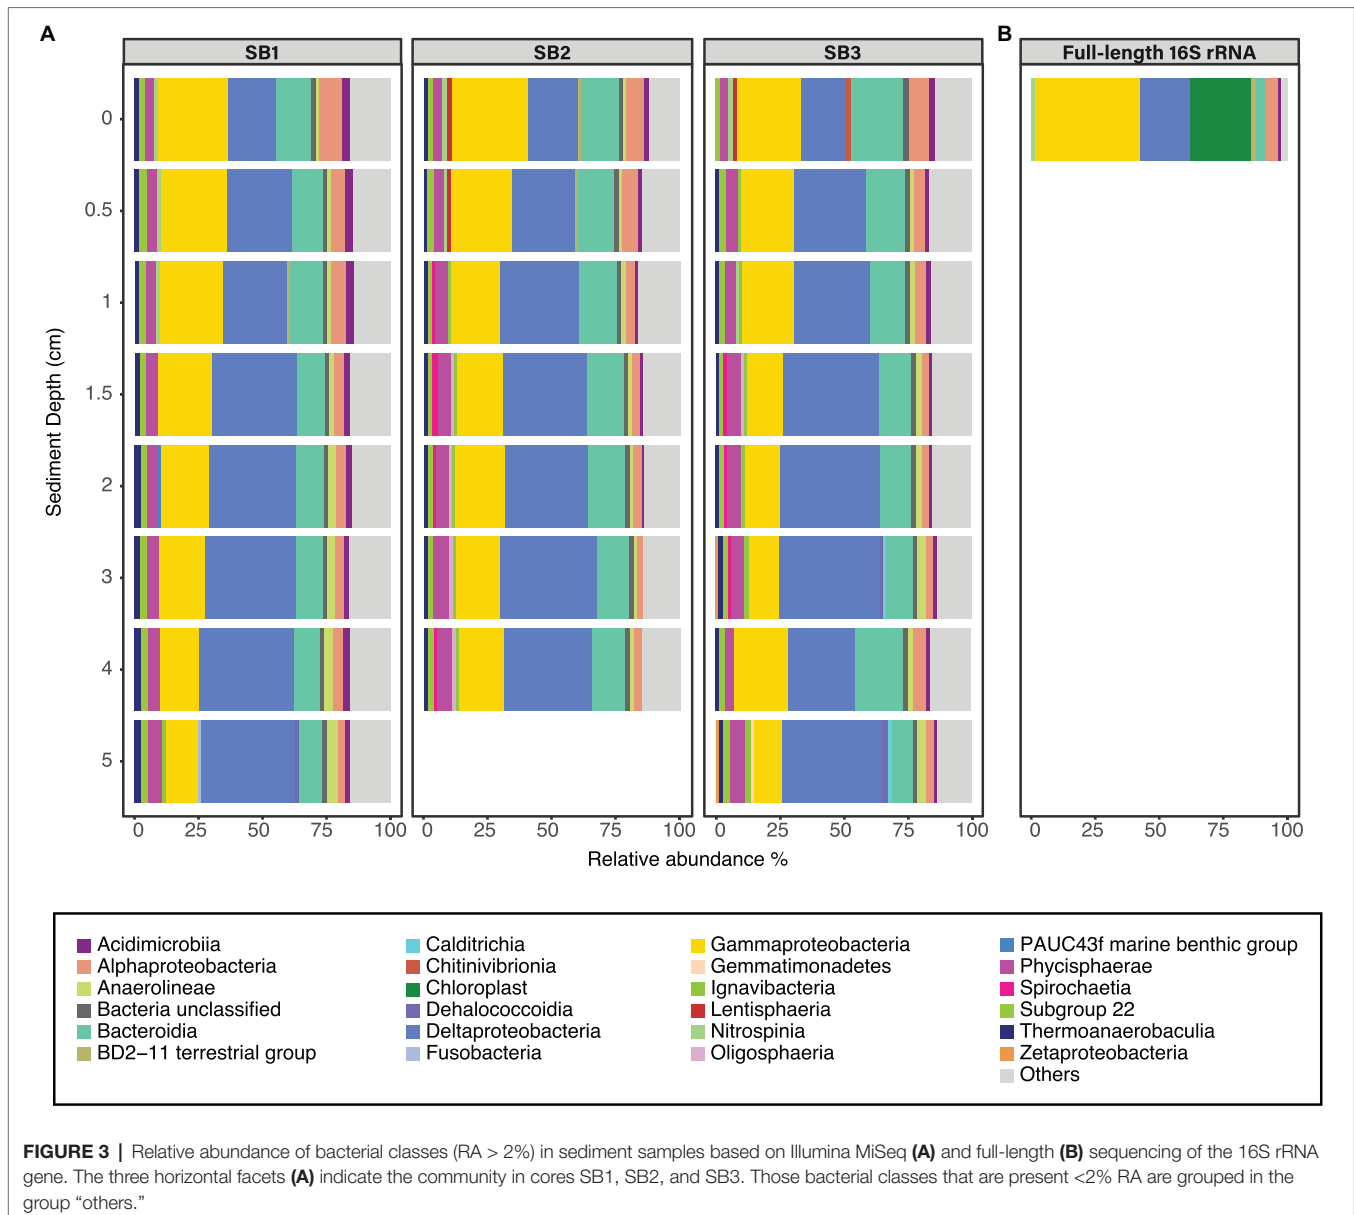 A
B
SB1
SB2
SB3
Full-length 16S rRNA
Sediment Depth (cm)
0
0.5
1
1.5
2
3
4
5
0 25 50 75 100
0 25 50 75 100
0 25 50 75 100
0 25 50 75 100
Relative abundance %
Acidimicrobiia
Alphaproteobacteria
Anaerolineae
Bacteria unclassified
Bacteroidia
BD2−11 terrestrial group
Calditrichia
Chitinivibrionia
Chloroplast
Dehalococcoidia
Deltaproteobacteria
Fusobacteria
Gammaproteobacteria
Gemmatimonadetes
Ignavibacteria
Lentisphaeria
Nitrospinia
Oligosphaeria
PAUC43f marine benthic group
Phycisphaerae
Spirochaetia
Subgroup 22
Thermoanaerobaculia
Zetaproteobacteria
Others
FIGURE 3 | Relative abundance of bacterial classes (RA > 2%) in sediment samples based on Illumina MiSeq (A) and full-length (B) sequencing of the 16S rRNA
gene. The three horizontal facets (A) indicate the community in cores SB1, SB2, and SB3. Those bacterial classes that are present <2% RA are grouped in the
group “others.”